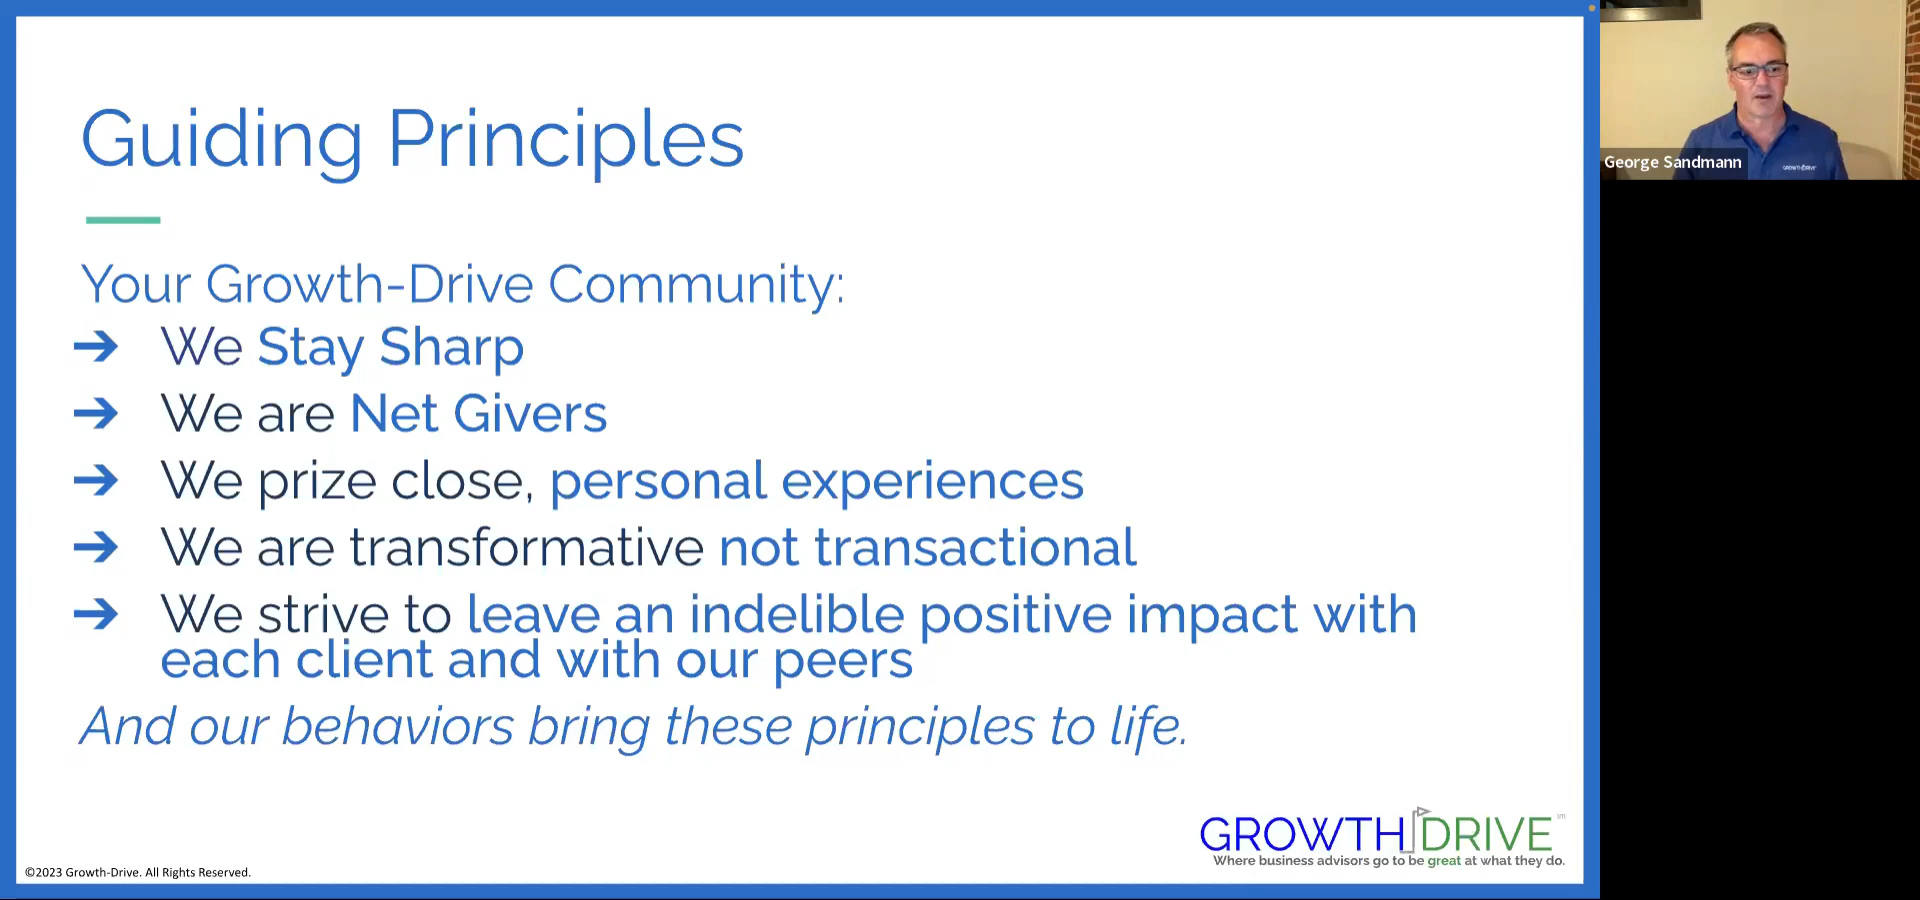 Guiding Principles
Your Growth-Drive Community:
➔ We Stay Sharp
➔ We are Net Givers
➔ We prize close, personal experiences
➔ We are transformative not transactional
➔ We strive to leave an indelible positive impact with
each client and with our peers
And our behaviors bring these principles to life.
GROWTH DRIVE
Where business advisors go to be great at what they do.
©2023 Growth-Drive. All Rights Reserved.
George Sandmann
GROWTH DRIVE